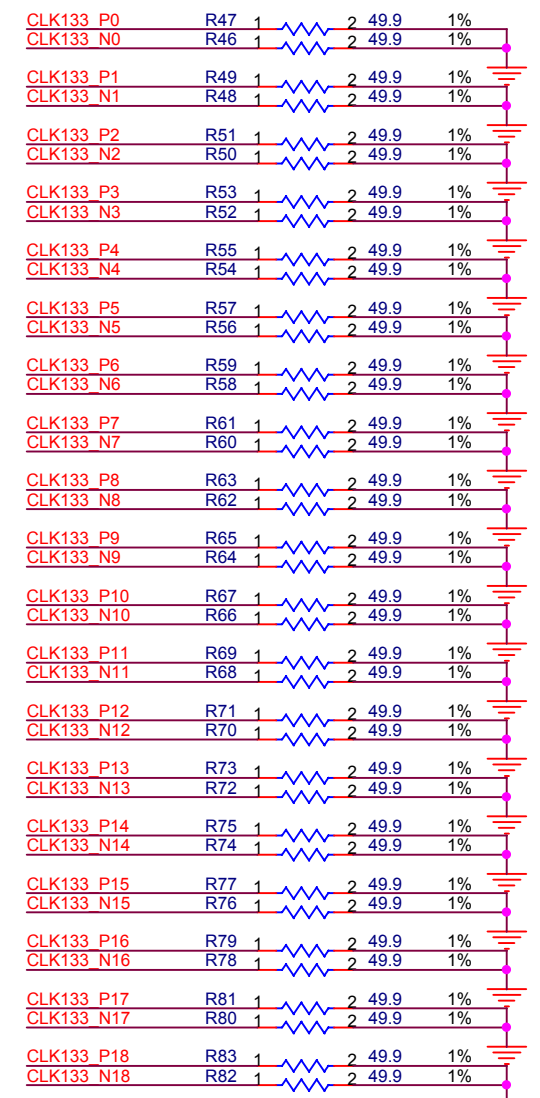 CLK133_P0 R47 1 2 49.9 1%
CLK133_N0 R46 1 2 49.9 1%
CLK133_P1 R49 1 2 49.9 1%
CLK133_N1 R48 1 2 49.9 1%
CLK133_P2 R51 1 2 49.9 1%
CLK133_N2 R50 1 2 49.9 1%
CLK133_P3 R53 1 2 49.9 1%
CLK133_N3 R52 1 2 49.9 1%
CLK133_P4 R55 1 2 49.9 1%
CLK133_N4 R54 1 2 49.9 1%
CLK133_P5 R57 1 2 49.9 1%
CLK133_N5 R56 1 2 49.9 1%
CLK133_P6 R59 1 2 49.9 1%
CLK133_N6 R58 1 2 49.9 1%
CLK133_P7 R61 1 2 49.9 1%
CLK133_N7 R60 1 2 49.9 1%
CLK133_P8 R63 1 2 49.9 1%
CLK133_N8 R62 1 2 49.9 1%
CLK133_P9 R65 1 2 49.9 1%
CLK133_N9 R64 1 2 49.9 1%
CLK133_P10 R67 1 2 49.9 1%
CLK133_N10 R66 1 2 49.9 1%
CLK133_P11 R69 1 2 49.9 1%
CLK133_N11 R68 1 2 49.9 1%
CLK133_P12 R71 1 2 49.9 1%
CLK133_N12 R70 1 2 49.9 1%
CLK133_P13 R73 1 2 49.9 1%
CLK133_N13 R72 1 2 49.9 1%
CLK133_P14 R75 1 2 49.9 1%
CLK133_N14 R74 1 2 49.9 1%
CLK133_P15 R77 1 2 49.9 1%
CLK133_N15 R76 1 2 49.9 1%
CLK133_P16 R79 1 2 49.9 1%
CLK133_N16 R78 1 2 49.9 1%
CLK133_P17 R81 1 2 49.9 1%
CLK133_N17 R80 1 2 49.9 1%
CLK133_P18 R83 1 2 49.9 1%
CLK133_N18 R82 1 2 49.9 1%